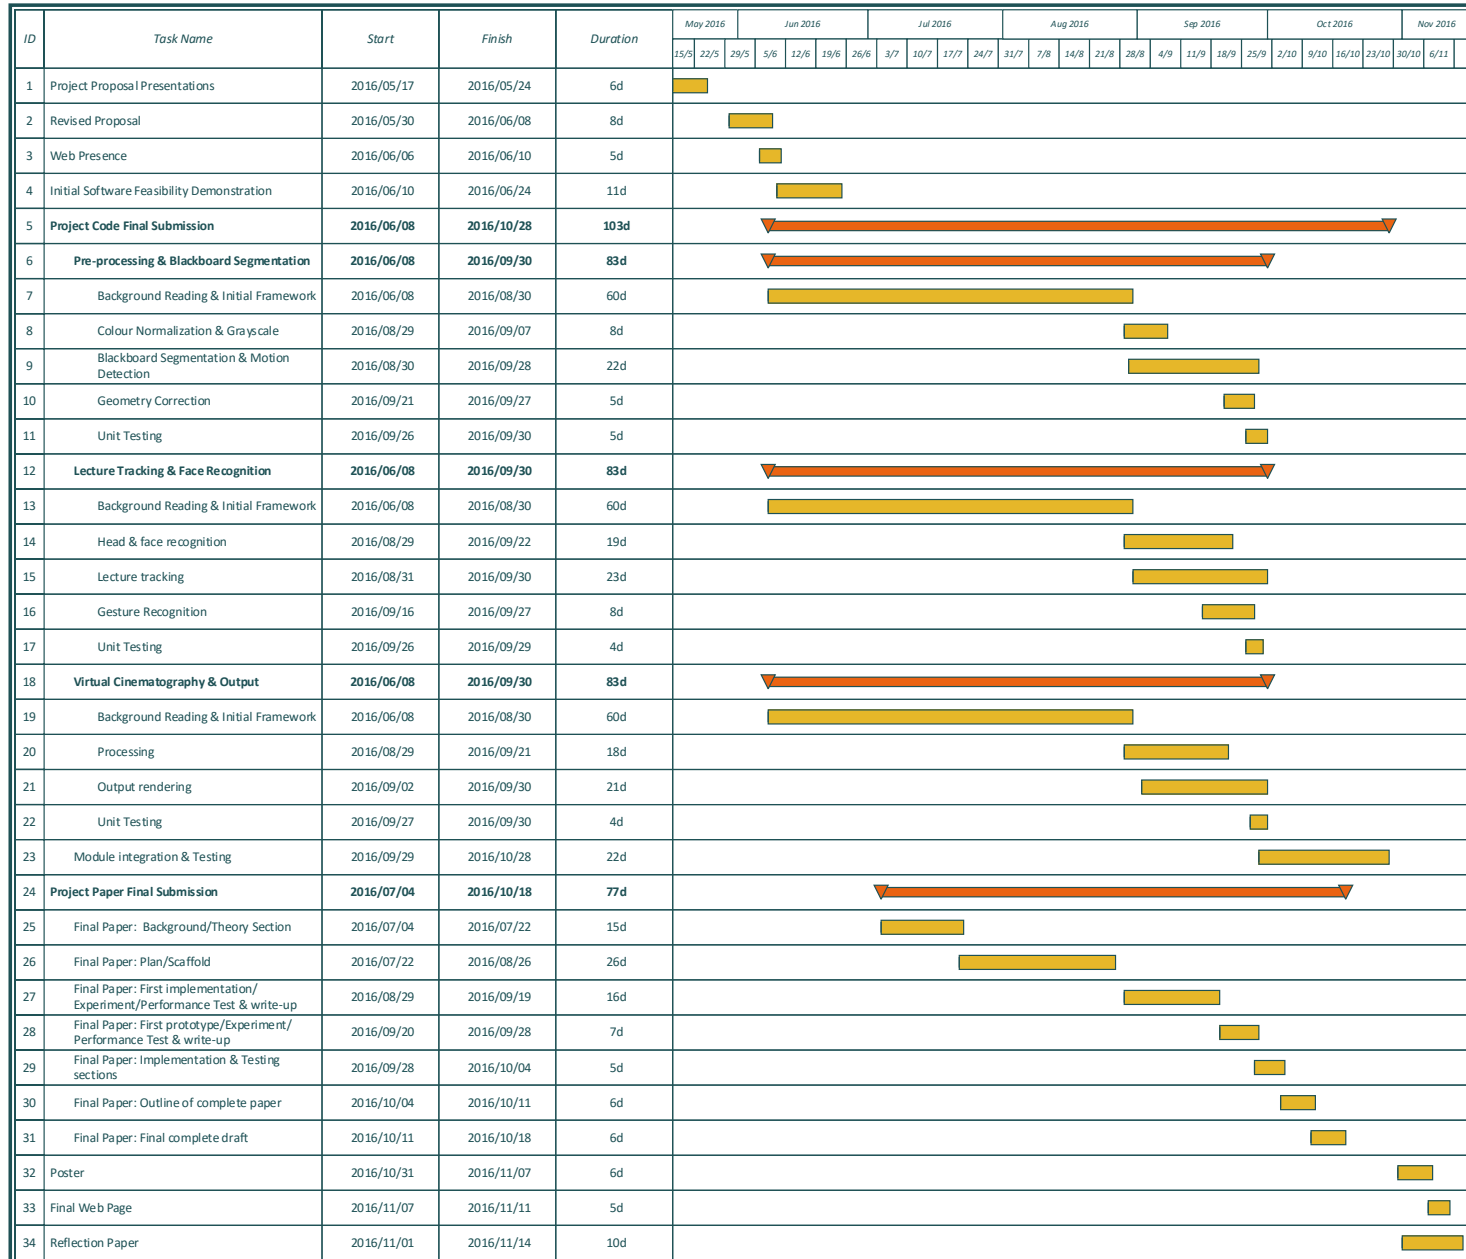 ID Task Name Start Finish Duration May 2016 Jun 2016 Jul 2016 Aug 2016 Sep 2016 Oct 2016 Nov 2016
15/5 22/5 29/5 5/6 12/6 19/6 26/6 3/7 10/7 17/7 24/7 31/7 7/8 14/8 21/8 28/8 4/9 11/9 18/9 25/9 2/10 9/10 16/10 23/10 30/10 6/11
1 Project Proposal Presentations 2016/05/17 2016/05/24 6d
2 Revised Proposal 2016/05/30 2016/06/08 8d
3 Web Presence 2016/06/06 2016/06/10 5d
4 Initial Software Feasibility Demonstration 2016/06/10 2016/06/24 11d
5 Project Code Final Submission 2016/06/08 2016/10/28 103d
6 Pre-processing & Blackboard Segmentation 2016/06/08 2016/09/30 83d
7 Background Reading & Initial Framework 2016/06/08 2016/08/30 60d
8 Colour Normalization & Grayscale 2016/08/29 2016/09/07 8d
9 Blackboard Segmentation & Motion
Detection 2016/08/30 2016/09/28 22d
10 Geometry Correction 2016/09/21 2016/09/27 5d
11 Unit Testing 2016/09/26 2016/09/30 5d
12 Lecture Tracking & Face Recognition 2016/06/08 2016/09/30 83d
13 Background Reading & Initial Framework 2016/06/08 2016/08/30 60d
14 Head & face recognition 2016/08/29 2016/09/22 19d
15 Lecture tracking 2016/08/31 2016/09/30 23d
16 Gesture Recognition 2016/09/16 2016/09/27 8d
17 Unit Testing 2016/09/26 2016/09/29 4d
18 Virtual Cinematography & Output 2016/06/08 2016/09/30 83d
19 Background Reading & Initial Framework 2016/06/08 2016/08/30 60d
20 Processing 2016/08/29 2016/09/21 18d
21 Output rendering 2016/09/02 2016/09/30 21d
22 Unit Testing 2016/09/27 2016/09/30 4d
23 Module integration & Testing 2016/09/29 2016/10/28 22d
24 Project Paper Final Submission 2016/07/04 2016/10/18 77d
25 Final Paper: Background/Theory Section 2016/07/04 2016/07/22 15d
26 Final Paper: Plan/Scaffold 2016/07/22 2016/08/26 26d
27 Final Paper: First implementation/
Experiment/Performance Test & write-up 2016/08/29 2016/09/19 16d
28 Final Paper: First prototype/Experiment/
Performance Test & write-up 2016/09/20 2016/09/28 7d
29 Final Paper: Implementation & Testing
sections 2016/09/28 2016/10/04 5d
30 Final Paper: Outline of complete paper 2016/10/04 2016/10/11 6d
31 Final Paper: Final complete draft 2016/10/11 2016/10/18 6d
32 Poster 2016/10/31 2016/11/07 6d
33 Final Web Page 2016/11/07 2016/11/11 5d
34 Reflection Paper 2016/11/01 2016/11/14 10d